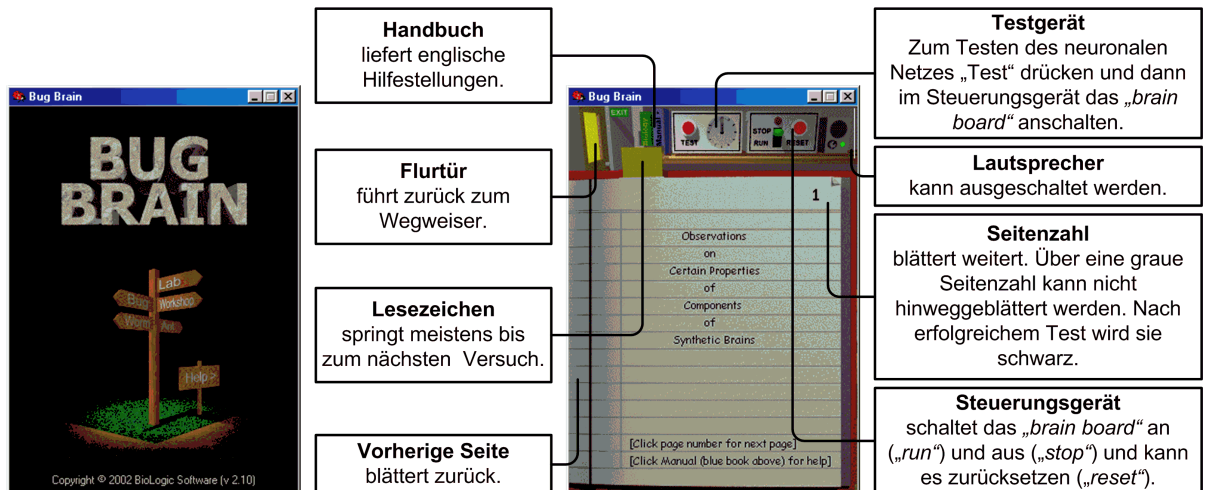 Bug Brain
BUG
BRAIN
Lab
Bug
Workshop
Worm
Art
Help >
Copyright © 2002 BioLogic Software (v 2.10)
Handbuch
liefert englische
Hilfestellungen.
Flurtür
führt zurück zum
Wegweiser.
Lesezeichen
springt meistens bis
zum nächsten Versuch.
Vorherige Seite
blättert zurück.
Bug Brain
EXIT
Manual
TEST
STOP
RUN
RESET
1
Observations
on
Certain Properties
of
Components
of
Synthetic Brains
[Click page number for next page]
[Click Manual (blue book above) for help]
Testgerät
Zum Testen des neuronalen
Netzes „Test“ drücken und dann
im Steuerungsgerät das „brain
board“ anschalten.
Lautsprecher
kann ausgeschaltet werden.
Seitenzahl
blättert weitert. Über eine graue
Seitenzahl kann nicht
hinweggeblättert werden. Nach
erfolgreichem Test wird sie
schwarz.
Steuerungsgerät
schaltet das „brain board“ an
(„run“) und aus („stop“) und kann
es zurücksetzen („reset“).